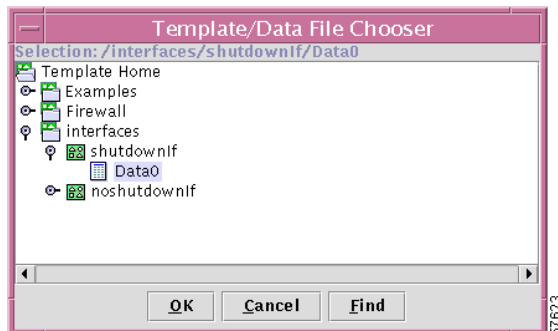 Template/Data File Chooser
Selection: /interfaces/shutdownIf/Data0
Template Home
Examples
Firewall
interfaces
shutdownIf
Data0
noshutdownIf
OK Cancel Find